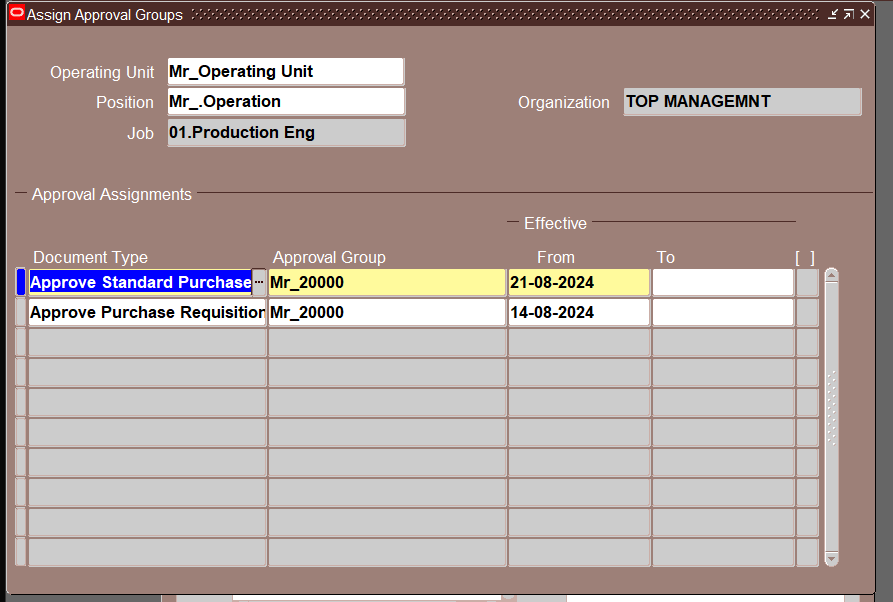 Assign Approval Groups
Operating Unit Mr_Operating Unit
Position Mr_.Operation Organization TOP MANAGEMNT
Job 01.Production Eng
Approval Assignments
Effective
Document Type Approval Group From To [ ]
Approve Standard Purchase ... Mr_20000 21-08-2024
Approve Purchase Requisition Mr_20000 14-08-2024